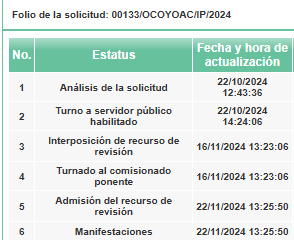 Folio de la solicitud: 00133/OCOYOAC/IP/2024
No. Estatus Fecha y hora de
actualización
1 Análisis de la solicitud 22/10/2024
12:43:36
2 Turno a servidor público
habilitado 22/10/2024
14:24:06
3 Interposición de recurso de
revisión 16/11/2024 13:23:06
4 Turnado al comisionado
ponente 16/11/2024 13:23:06
5 Admisión del recurso de
revisión 22/11/2024 13:25:50
6 Manifestaciones 22/11/2024 13:25:50